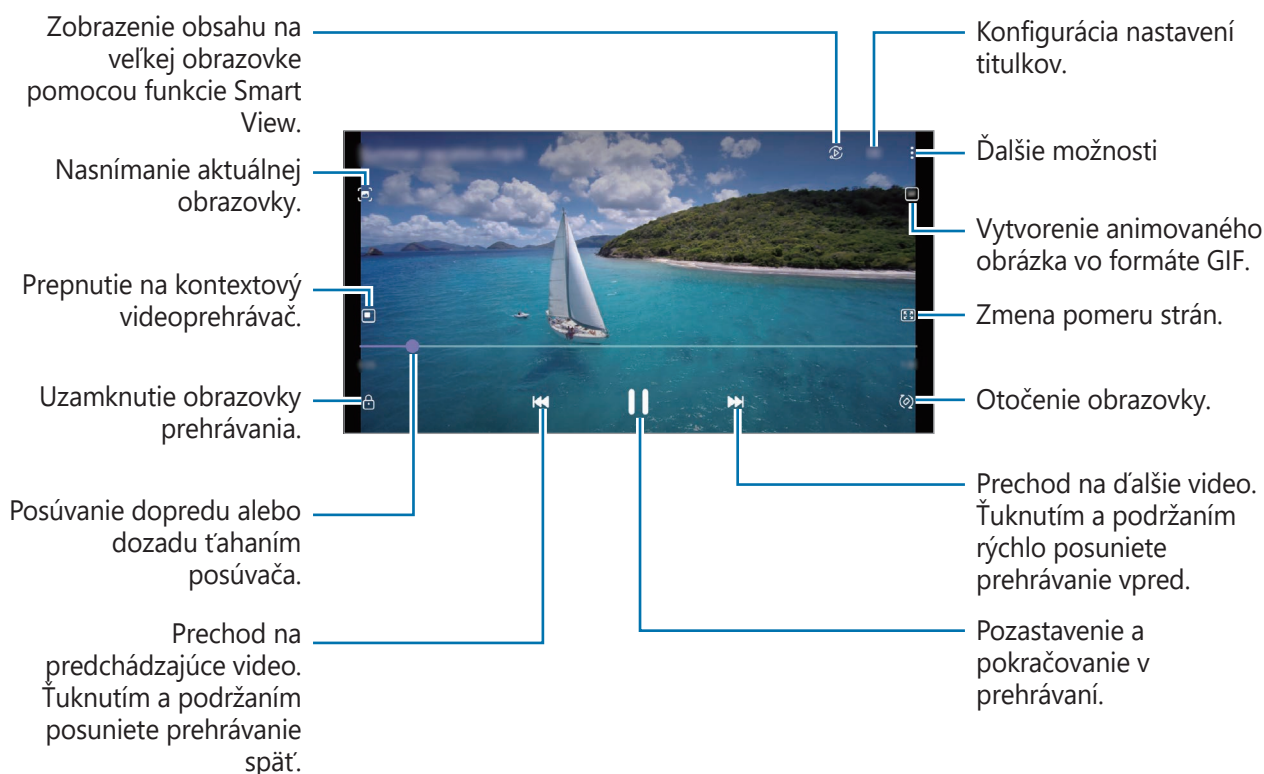 Zobrazenie obsahu na
veľkej obrazovke
pomocou funkcie Smart
View.
Nasnímanie aktuálnej
obrazovky.
Prepnutie na kontextový
videoprehrávač.
Uzamknutie obrazovky
prehrávania.
Posúvanie dopredu alebo
dozadu ťahaním
posúvača.
Prechod na
predchádzajúce video.
Ťuknutím a podržaním
posuniete prehrávanie
späť.
Konfigurácia nastavení
titulkov.
Ďalšie možnosti
Vytvorenie animovaného
obrázka vo formáte GIF.
Zmena pomeru strán.
Otočenie obrazovky.
Prechod na ďalšie video.
Ťuknutím a podržaním
rýchlo posuniete
prehrávanie vpred.
Pozastavenie a
pokračovanie v
prehrávaní.